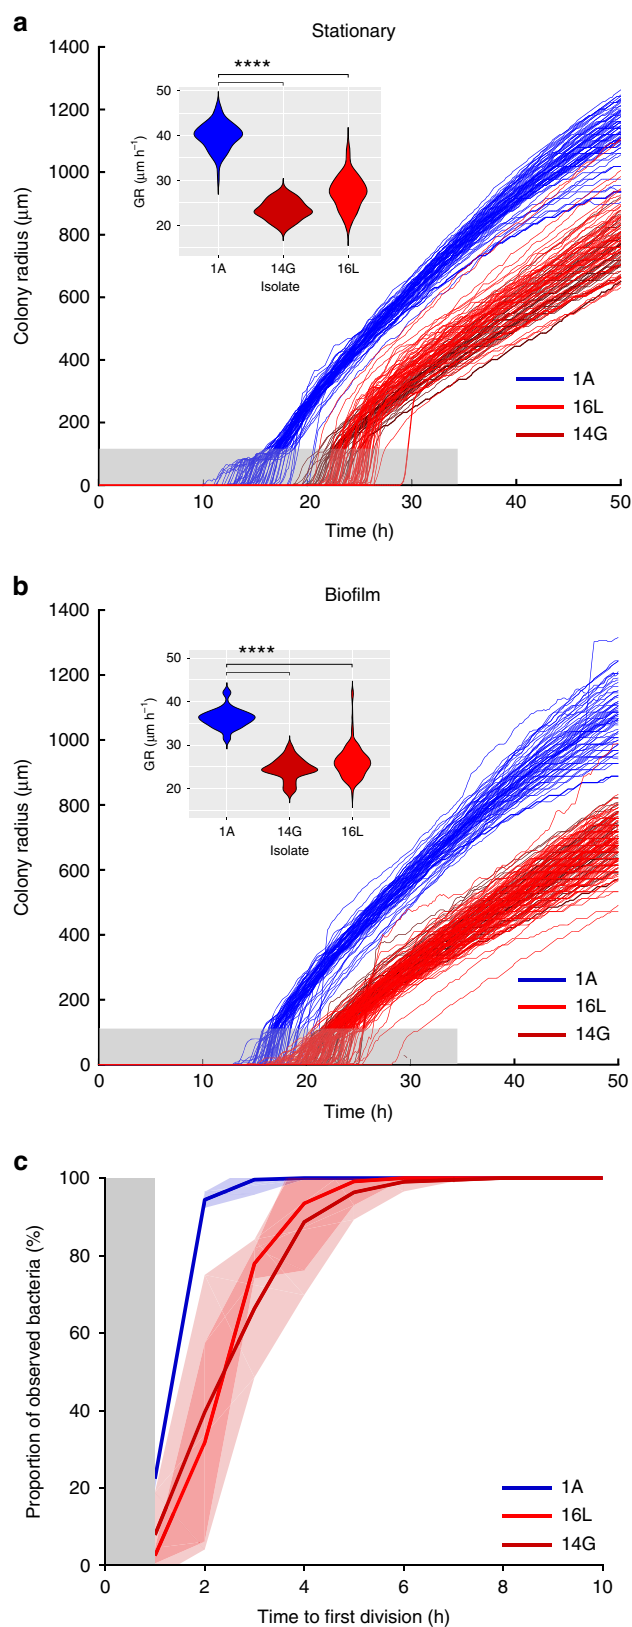 a
Stationary
1400
1200
1000
800
600
400
200
0
Colony radius (µm)
0 10 20 30 40 50
Time (h)
****
50
40
30
20
GR (µm h⁻¹)
1A 14G 16L
Isolate
1A
16L
14G
b
Biofilm
1400
1200
1000
800
600
400
200
0
Colony radius (µm)
0 10 20 30 40 50
Time (h)
****
50
40
30
20
GR (µm h⁻¹)
1A 14G 16L
Isolate
1A
16L
14G
c
100
80
60
40
20
0
Proportion of observed bacteria (%)
0 2 4 6 8 10
Time to first division (h)
1A
16L
14G